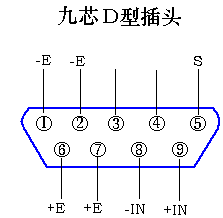 九芯D型插头
-E -E S
① ② ③ ④ ⑤
⑥ ⑦ ⑧ ⑨
+E +E -IN +IN